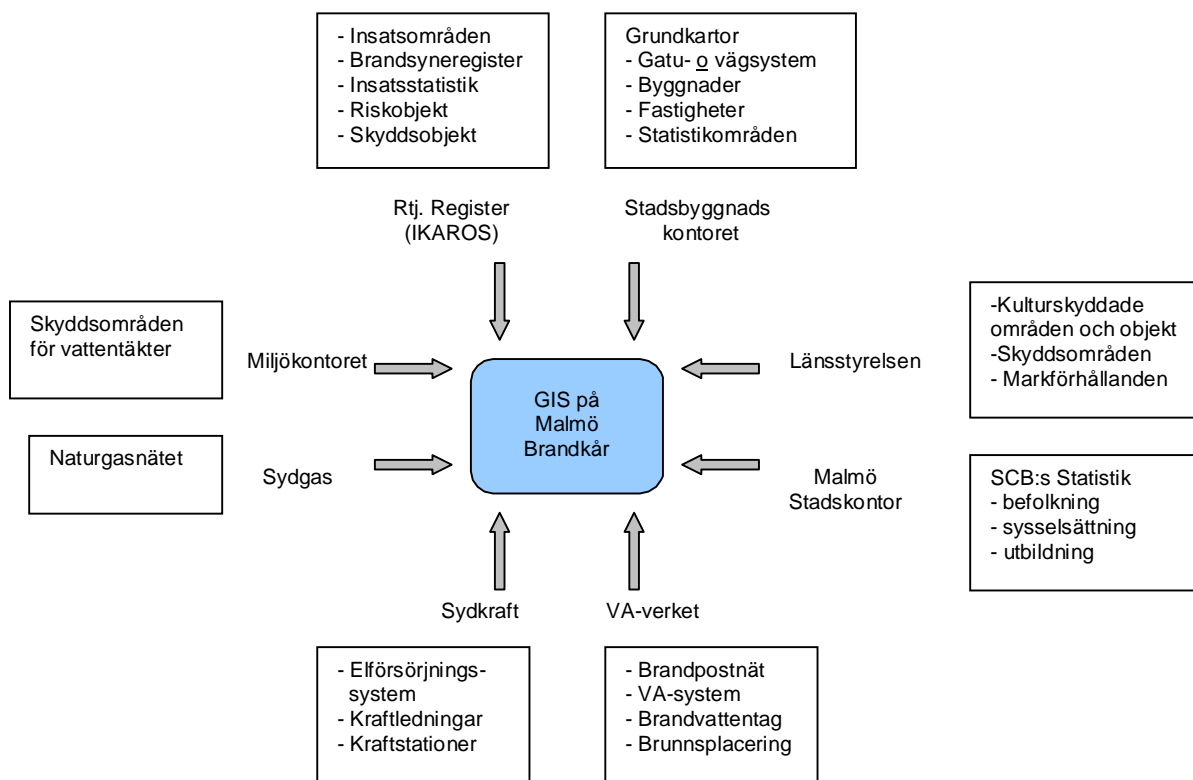 - Insatsområden
- Brandsyneregister
- Insatsstatistik
- Riskobjekt
- Skyddsobjekt
Grundkartor
- Gatu- o vägsystem
- Byggnader
- Fastigheter
- Statistikområden
Rtj. Register
(IKAROS)
Stadsbyggnads
kontoret
Skyddsområden
för vattentäkter
Miljökontoret
Länsstyrelsen
-Kulturskyddade
områden och objekt
-Skyddsområden
- Markförhållanden
GIS på
Malmö
Brandkår
Naturgasnätet
Sydgas
Malmö
Stadskontor
SCB:s Statistik
- befolkning
- sysselsättning
- utbildning
Sydkraft
VA-verket
- Elförsörjnings-
system
- Kraftledningar
- Kraftstationer
- Brandpostnät
- VA-system
- Brandvattentag
- Brunnsplacering